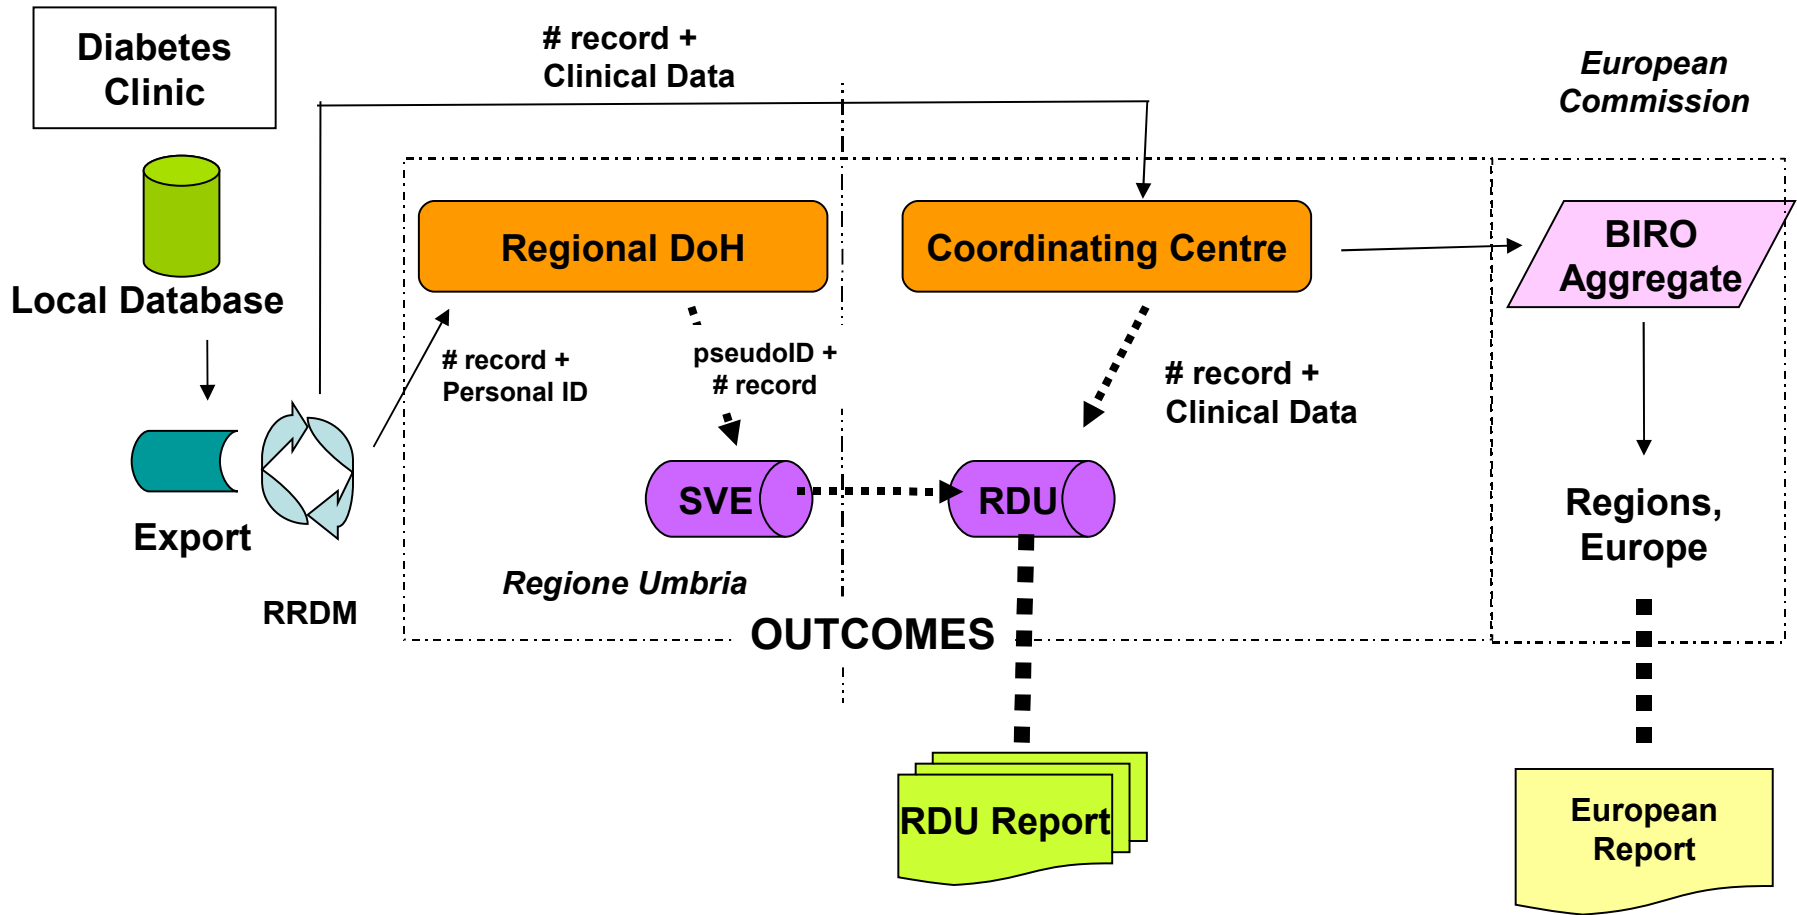 Diabetes
Clinic
# record +
Clinical Data
European
Commission
Local Database
Regional DoH
Coordinating Centre
BIRO
Aggregate
# record +
Personal ID
pseudoID +
# record
# record +
Clinical Data
Export
RRDM
SVE
RDU
Regions,
Europe
Regione Umbria
OUTCOMES
RDU Report
European
Report